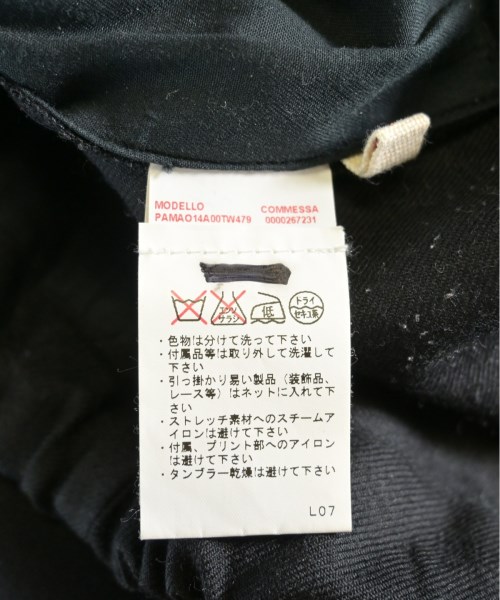 MODELLO COMMESSA
PAMAO14A00TW479 0000267231
エンソ サラシ 低 ドライ セキユ系
・色物は分けて洗って下さい
・付属品等は取り外して洗濯して
下さい
・引っ掛かり易い製品（装飾品、
レース等）はネットに入れて下
さい
・ストレッチ素材へのスチームア
イロンは避けて下さい
・付属、プリント部へのアイロン
は避けて下さい
・タンブラー乾燥は避けて下さい
L07